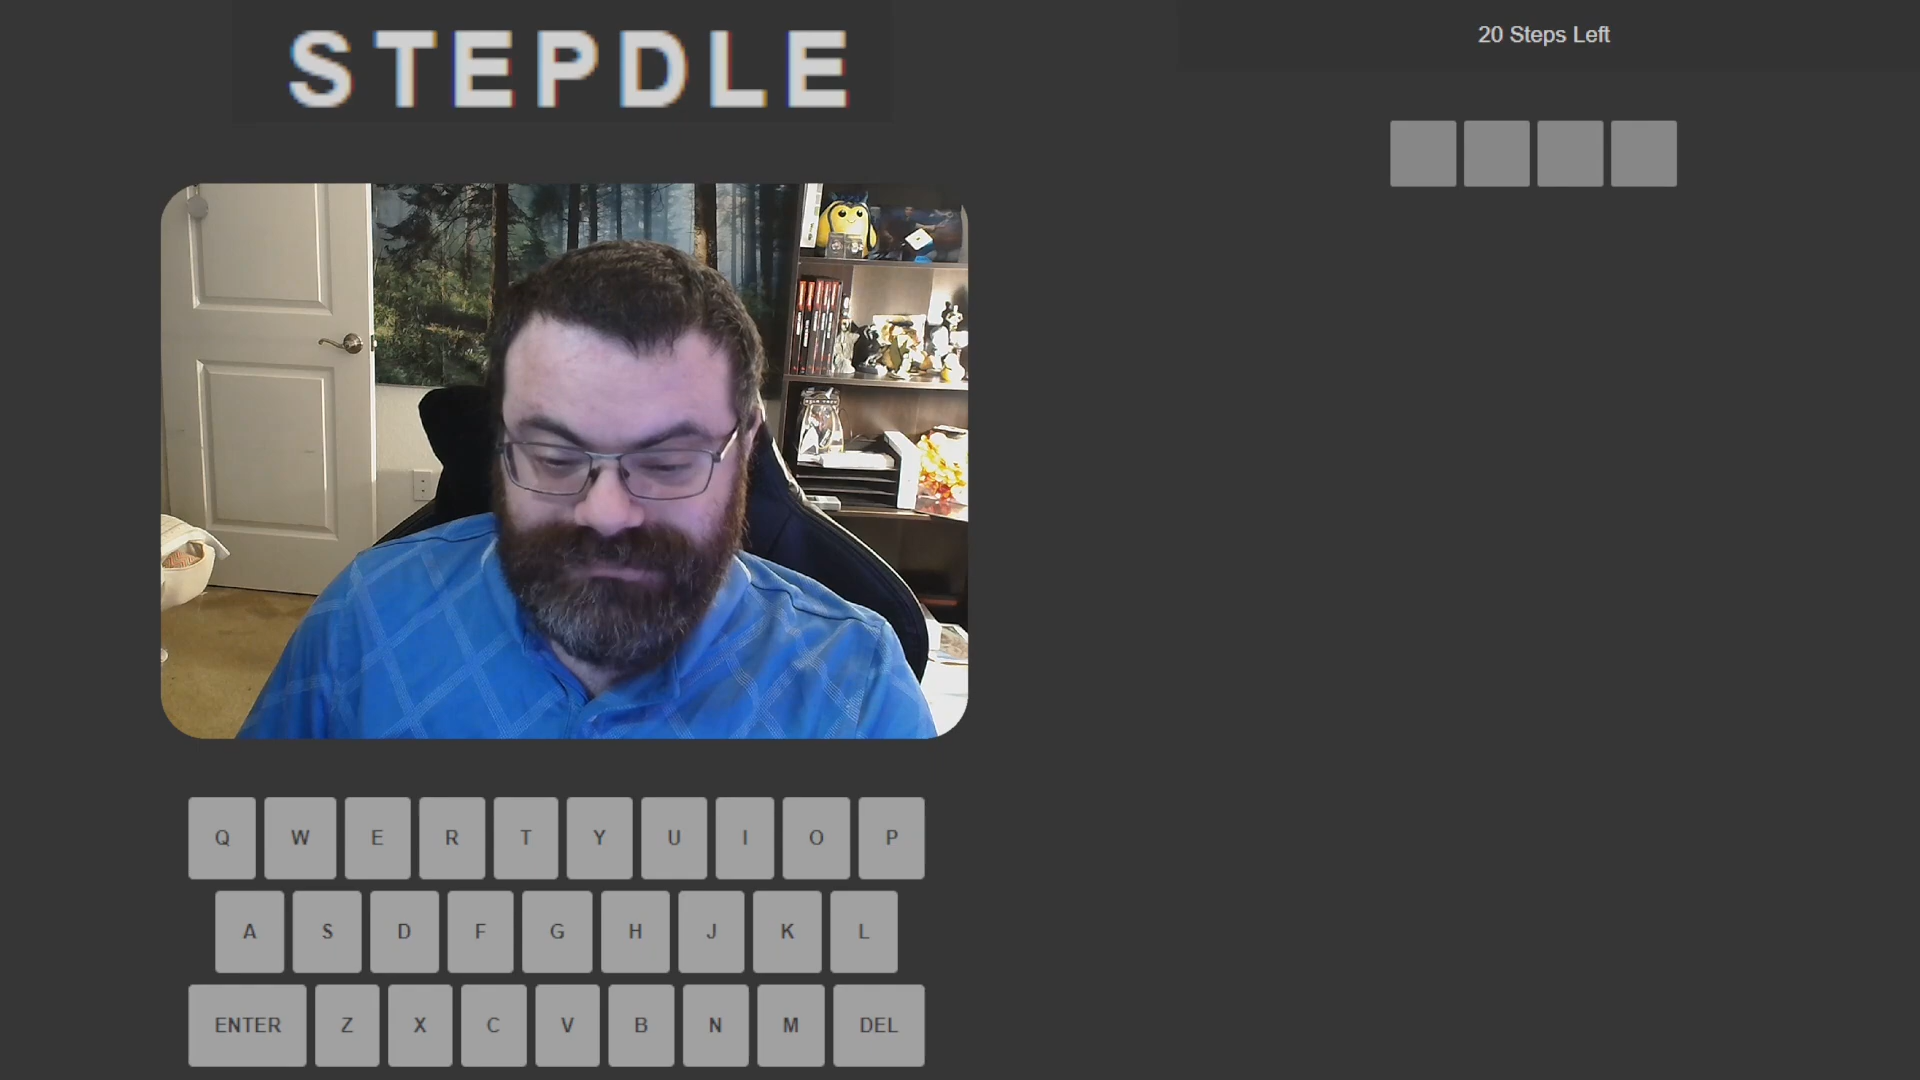 STEPDLE
20 Steps Left
Q W E R T Y U I O P
A S D F G H J K L
ENTER Z X C V B N M DEL